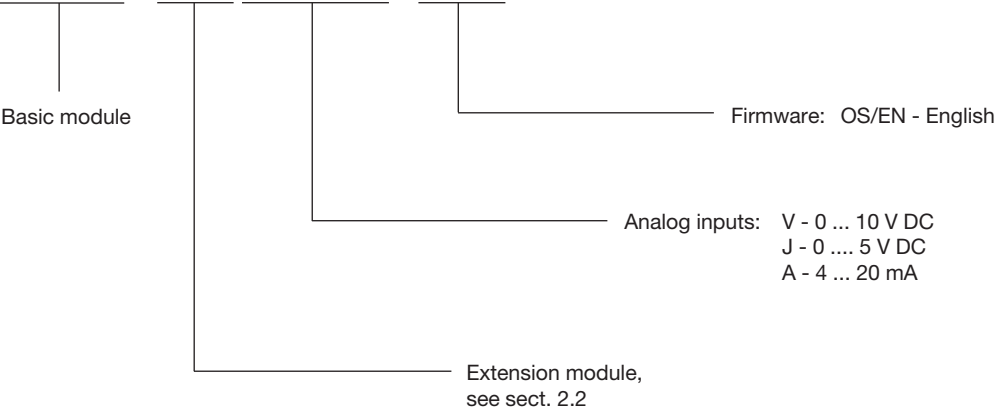 Basic module
Firmware: OS/EN - English
Analog inputs: V - 0 ... 10 V DC
J - 0 .... 5 V DC
A - 4 ... 20 mA
Extension module,
see sect. 2.2